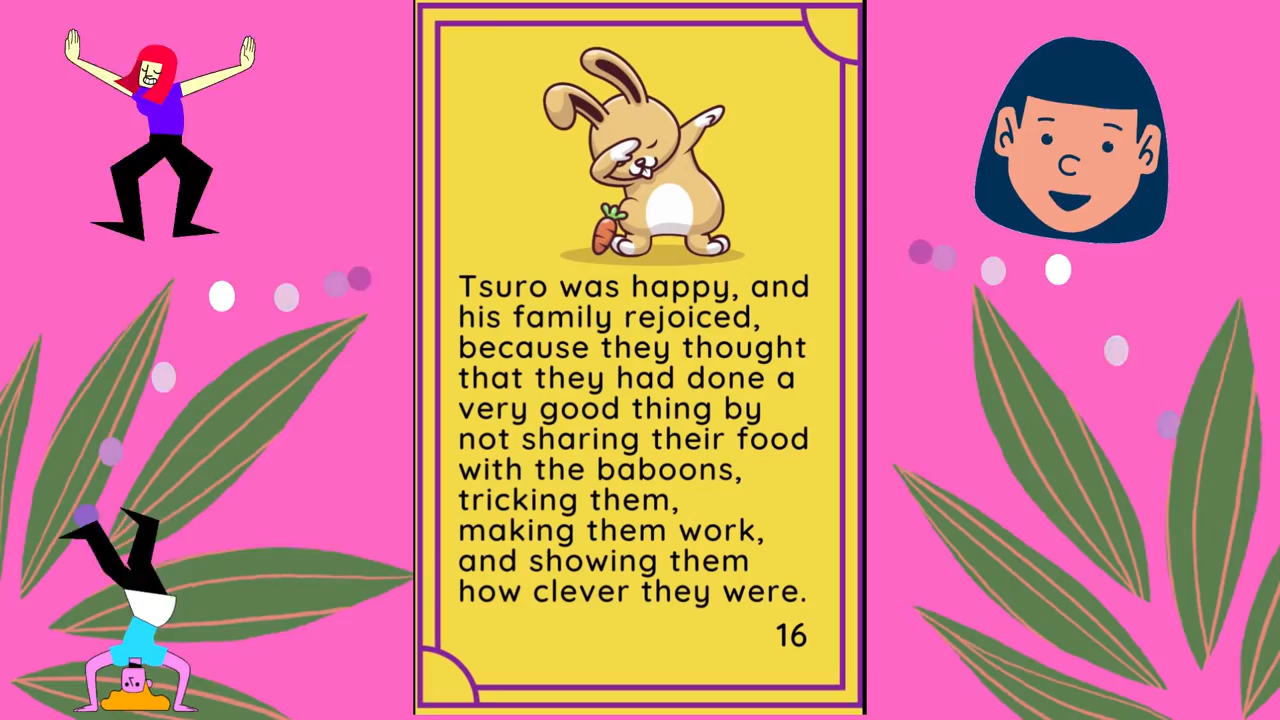 Tsuro was happy, and
his family rejoiced,
because they thought
that they had done a
very good thing by
not sharing their food
with the baboons,
tricking them,
making them work,
and showing them
how clever they were.
16